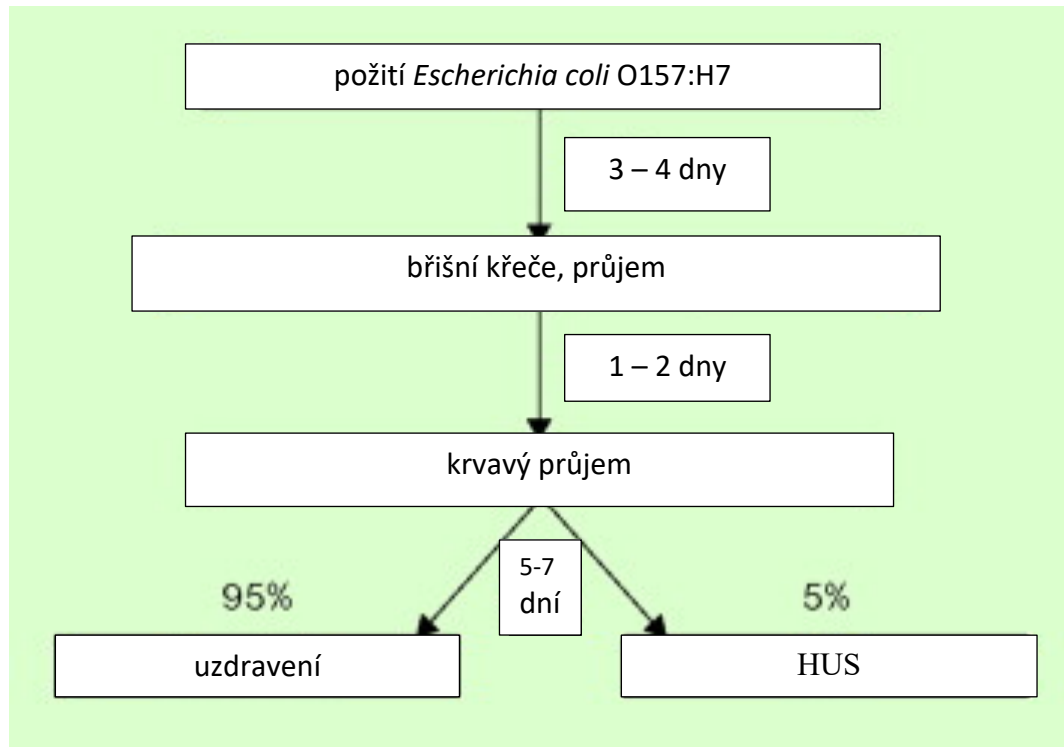 požití Escherichia coli O157:H7
3 – 4 dny
břišní křeče, průjem
1 – 2 dny
krvavý průjem
5-7
dní
95%
5%
uzdravení
HUS